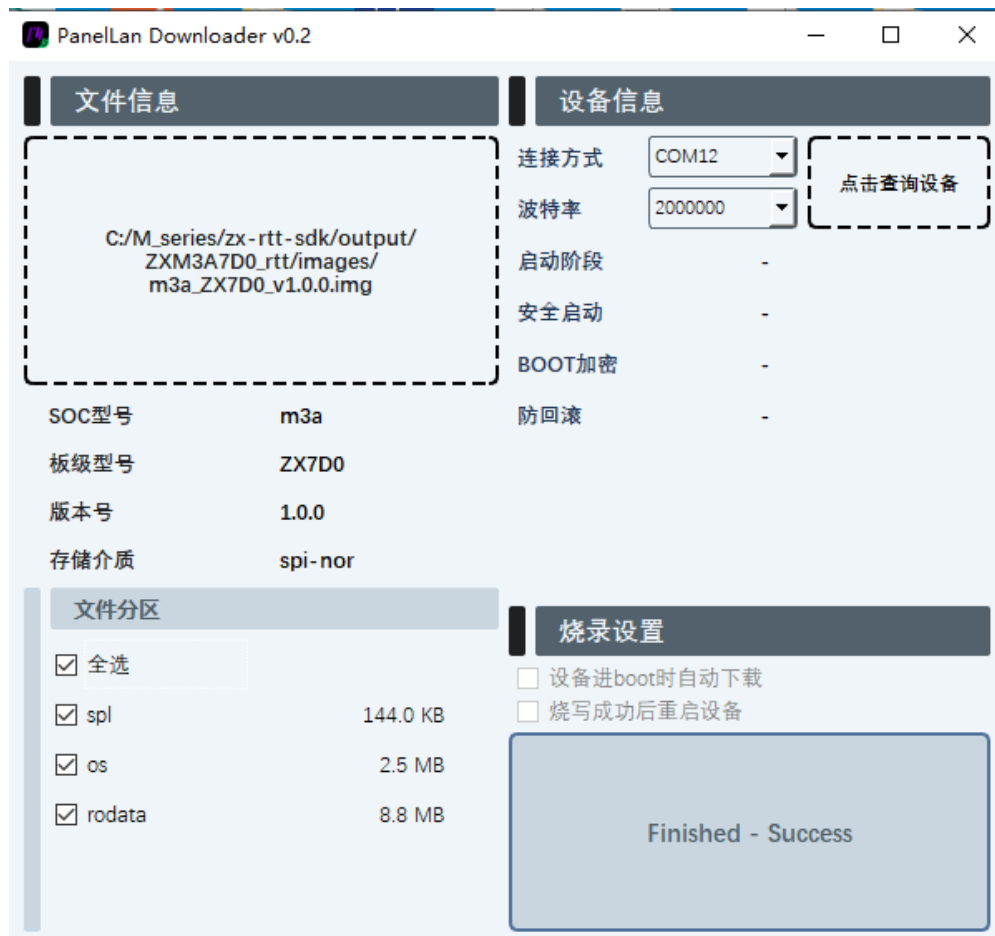 PanelLan Downloader v0.2
文件信息
C:/M_series/zx-rtt-sdk/output/
ZXM3A7D0_rtt/images/
m3a_ZX7D0_v1.0.0.img
SOC型号 m3a
板级型号 ZX7D0
版本号 1.0.0
存储介质 spi-nor
文件分区
全选
spl 144.0 KB
os 2.5 MB
rodata 8.8 MB
设备信息
连接方式 COM12
点击查询设备
波特率 2000000
启动阶段 -
安全启动 -
BOOT加密 -
防回滚 -
烧录设置
设备进boot时自动下载
烧写成功后重启设备
Finished - Success